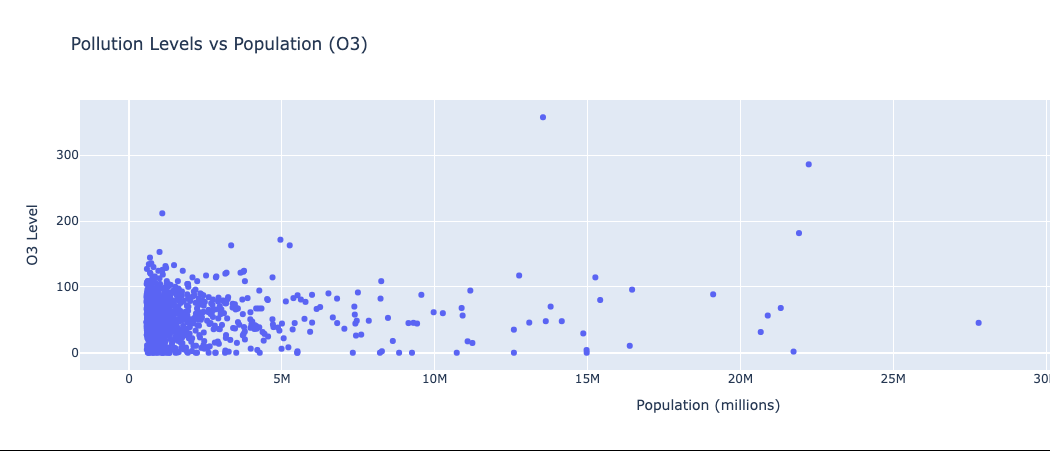 Pollution Levels vs Population (O3)
O3 Level
300
200
100
0
0 5M 10M 15M 20M 25M
Population (millions)